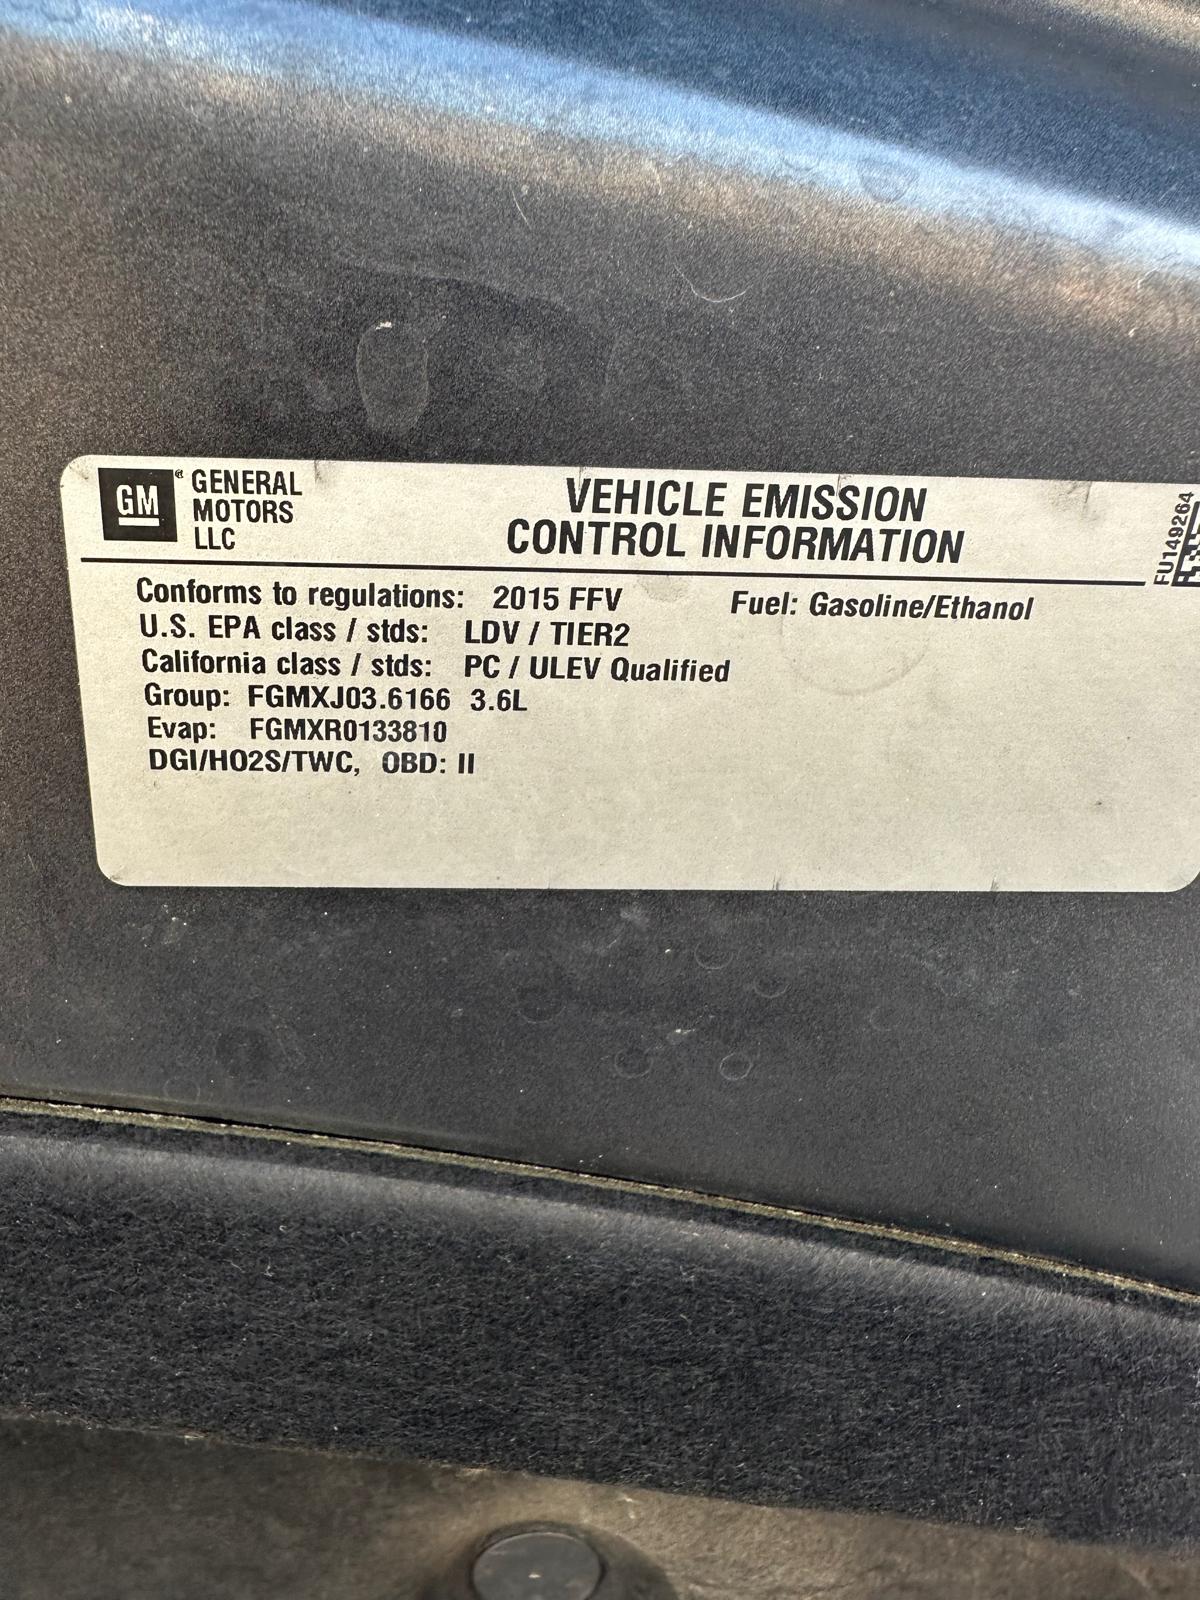 GM
GENERAL
MOTORS
LLC
VEHICLE EMISSION
CONTROL INFORMATION
FU149264
Conforms to regulations: 2015 FFV Fuel: Gasoline/Ethanol
U.S. EPA class / stds: LDV / TIER2
California class / stds: PC / ULEV Qualified
Group: FGMXJ03.6166 3.6L
Evap: FGMXR0133810
DGI/HO2S/TWC, OBD: II